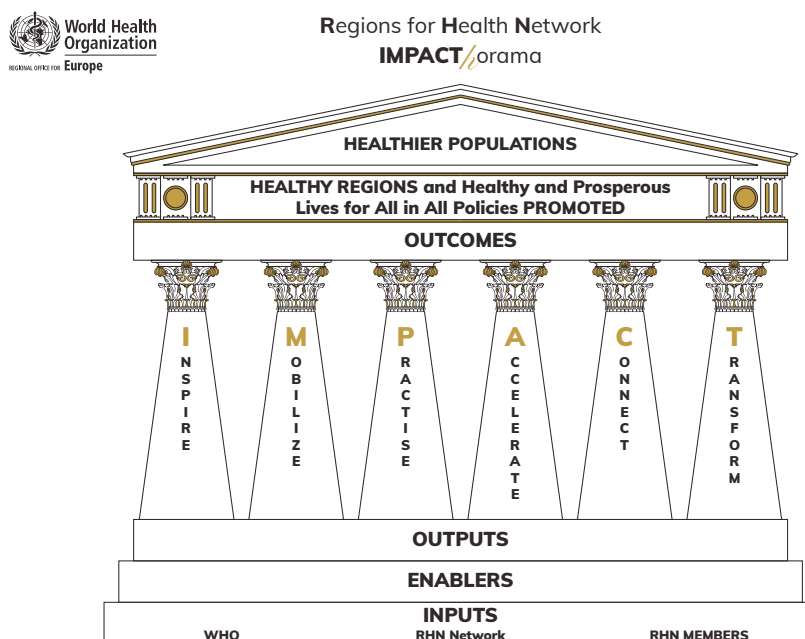 World Health
Organization
REGIONAL OFFICE FOR Europe
Regions for Health Network
IMPACThorama
HEALTHIER POPULATIONS
HEALTHY REGIONS and Healthy and Prosperous
Lives for All in All Policies PROMOTED
OUTCOMES
INSPIRE
MOBILIZE
PRACTISE
ACCELERATE
CONNECT
TRANSFORM
OUTPUTS
ENABLERS
INPUTS
WHO
RHN Network
RHN MEMBERS